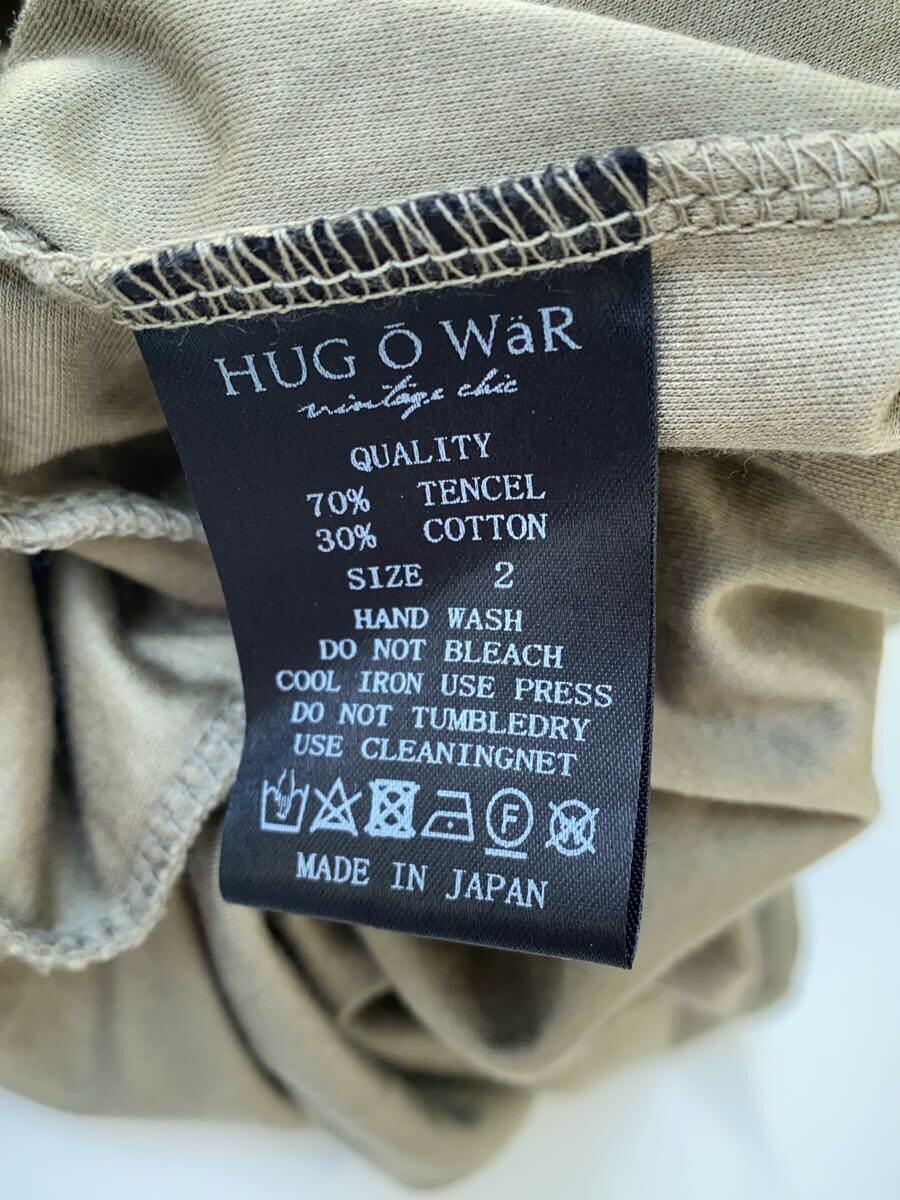 HUG Ō WäR
vintage chic
QUALITY
70% TENCEL
30% COTTON
SIZE 2
HAND WASH
DO NOT BLEACH
COOL IRON USE PRESS
DO NOT TUMBLEDRY
USE CLEANINGNET
F
MADE IN JAPAN